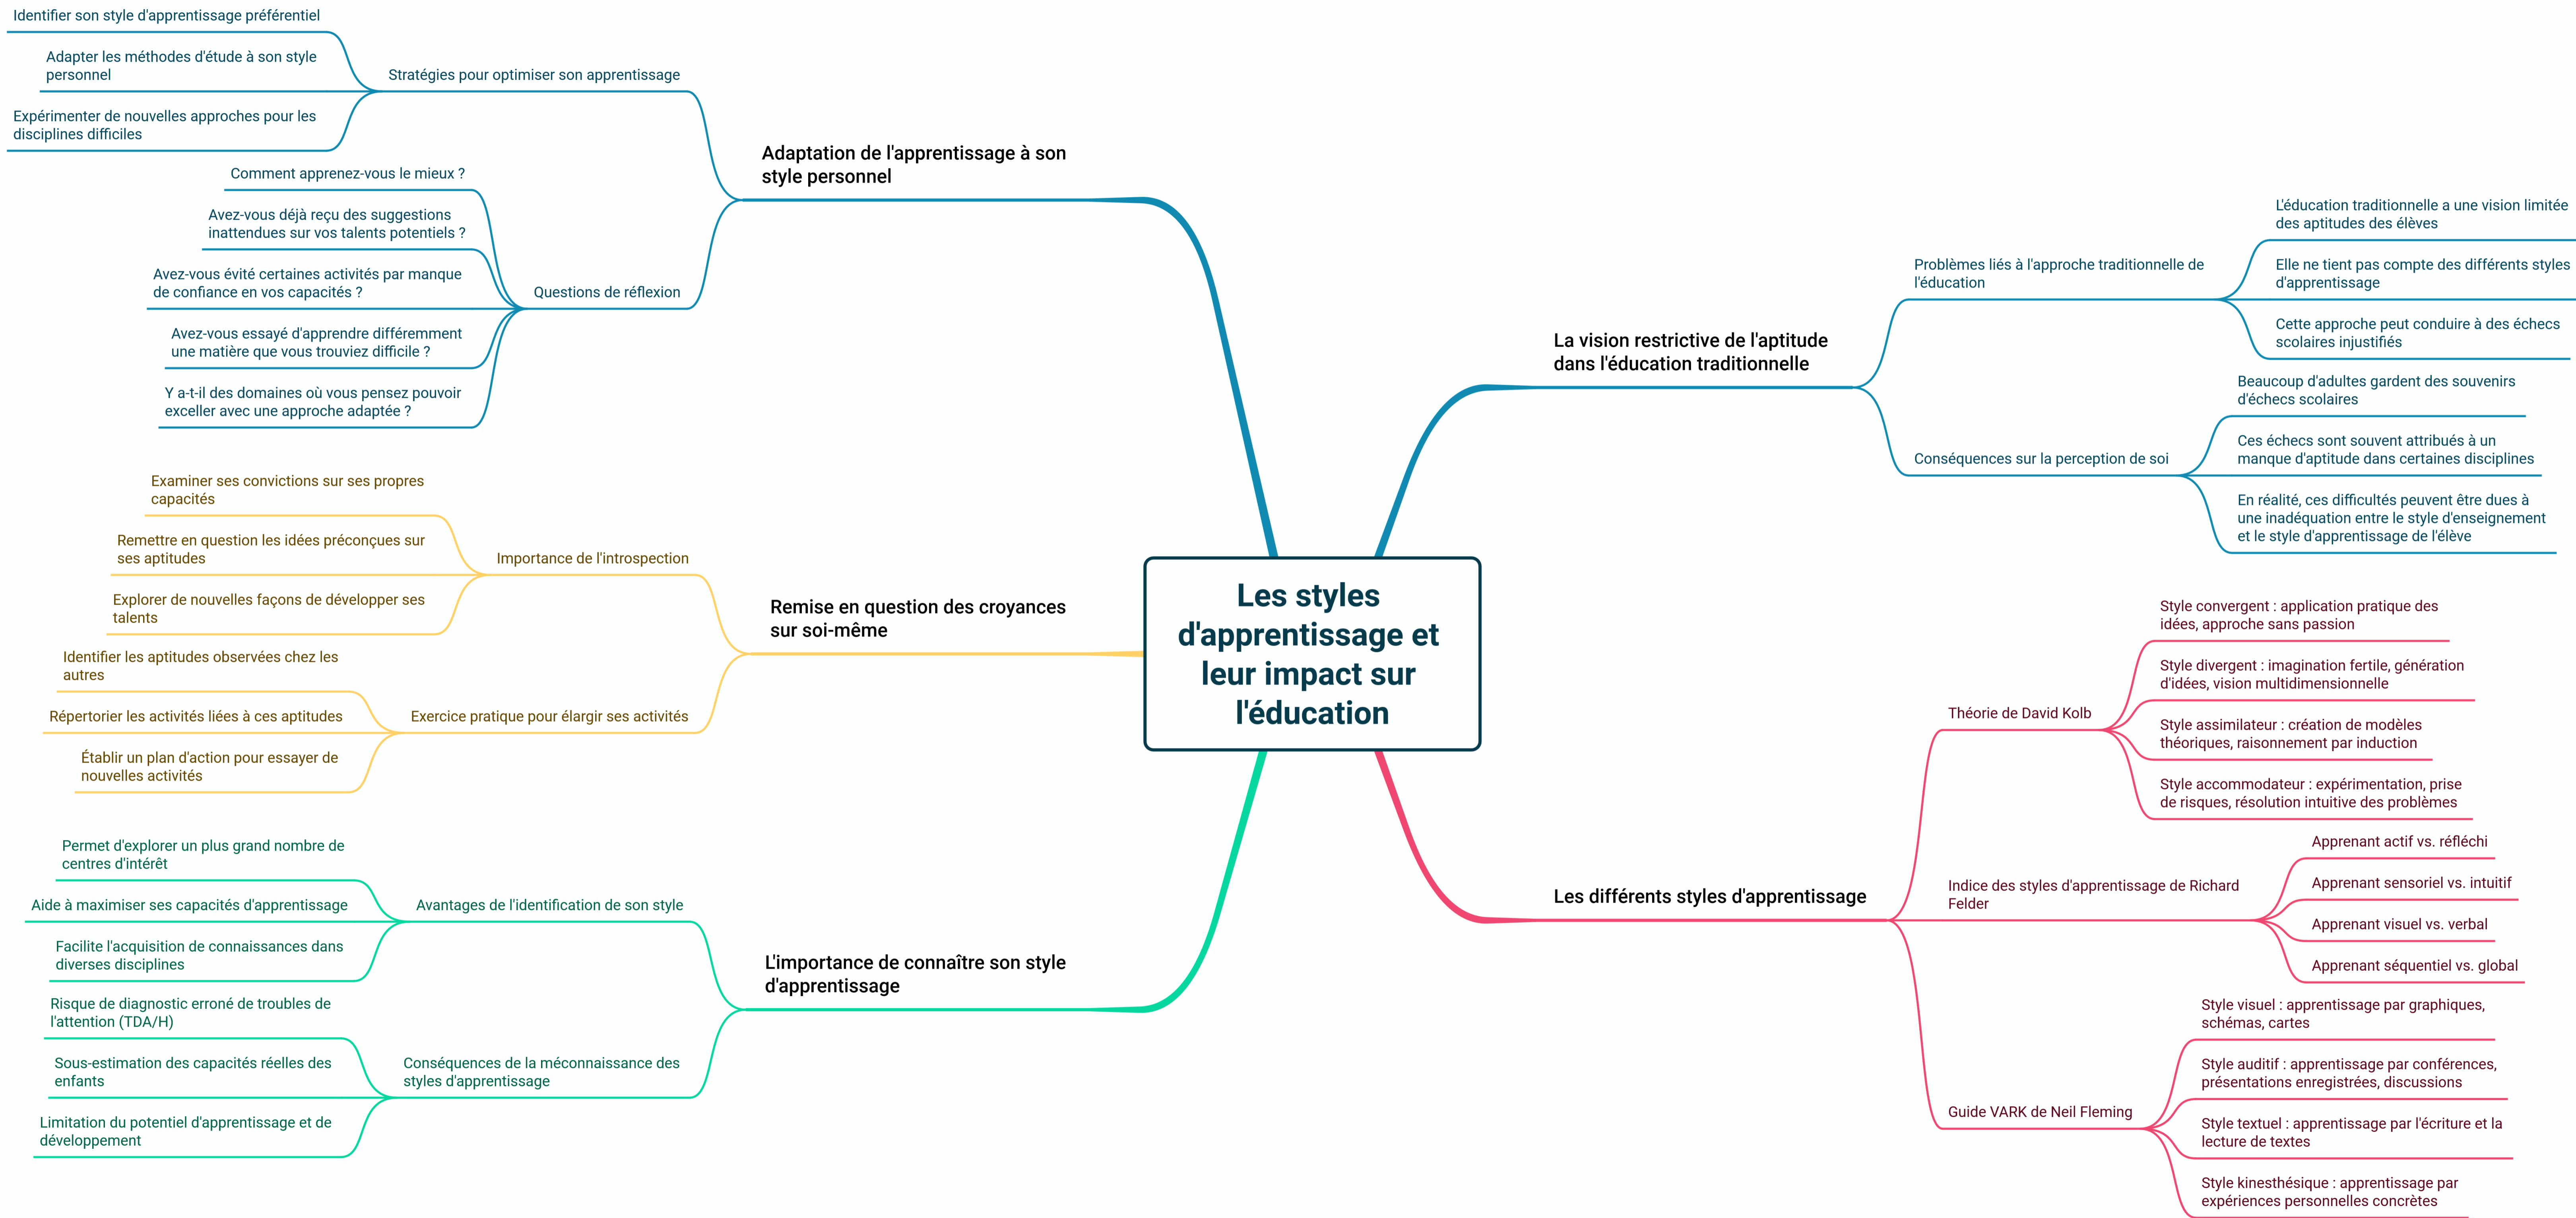 Les styles
d'apprentissage et
leur impact sur
l'éducation
La vision restrictive de l'aptitude
dans l'éducation traditionnelle
Problèmes liés à l'approche traditionnelle de
l'éducation
L'éducation traditionnelle a une vision limitée
des aptitudes des élèves
Elle ne tient pas compte des différents styles
d'apprentissage
Cette approche peut conduire à des échecs
scolaires injustifiés
Conséquences sur la perception de soi
Beaucoup d'adultes gardent des souvenirs
d'échecs scolaires
Ces échecs sont souvent attribués à un
manque d'aptitude dans certaines disciplines
En réalité, ces difficultés peuvent être dues à
une inadéquation entre le style d'enseignement
et le style d'apprentissage de l'élève
Les différents styles d'apprentissage
Théorie de David Kolb
Style convergent : application pratique des
idées, approche sans passion
Style divergent : imagination fertile, génération
d'idées, vision multidimensionnelle
Style assimilateur : création de modèles
théoriques, raisonnement par induction
Style accommodateur : expérimentation, prise
de risques, résolution intuitive des problèmes
Indice des styles d'apprentissage de Richard
Felder
Apprenant actif vs. réfléchi
Apprenant sensoriel vs. intuitif
Apprenant visuel vs. verbal
Apprenant séquentiel vs. global
Guide VARK de Neil Fleming
Style visuel : apprentissage par graphiques,
schémas, cartes
Style auditif : apprentissage par conférences,
présentations enregistrées, discussions
Style textuel : apprentissage par l'écriture et la
lecture de textes
Style kinesthésique : apprentissage par
expériences personnelles concrètes
Adaptation de l'apprentissage à son
style personnel
Stratégies pour optimiser son apprentissage
Identifier son style d'apprentissage préférentiel
Adapter les méthodes d'étude à son style
personnel
Expérimenter de nouvelles approches pour les
disciplines difficiles
Questions de réflexion
Comment apprenez-vous le mieux ?
Avez-vous déjà reçu des suggestions
inattendues sur vos talents potentiels ?
Avez-vous évité certaines activités par manque
de confiance en vos capacités ?
Avez-vous essayé d'apprendre différemment
une matière que vous trouviez difficile ?
Y a-t-il des domaines où vous pensez pouvoir
exceller avec une approche adaptée ?
Remise en question des croyances
sur soi-même
Importance de l'introspection
Examiner ses convictions sur ses propres
capacités
Remettre en question les idées préconçues sur
ses aptitudes
Explorer de nouvelles façons de développer ses
talents
Exercice pratique pour élargir ses activités
Identifier les aptitudes observées chez les
autres
Répertorier les activités liées à ces aptitudes
Établir un plan d'action pour essayer de
nouvelles activités
L'importance de connaître son style
d'apprentissage
Avantages de l'identification de son style
Permet d'explorer un plus grand nombre de
centres d'intérêt
Aide à maximiser ses capacités d'apprentissage
Facilite l'acquisition de connaissances dans
diverses disciplines
Conséquences de la méconnaissance des
styles d'apprentissage
Risque de diagnostic erroné de troubles de
l'attention (TDA/H)
Sous-estimation des capacités réelles des
enfants
Limitation du potentiel d'apprentissage et de
développement